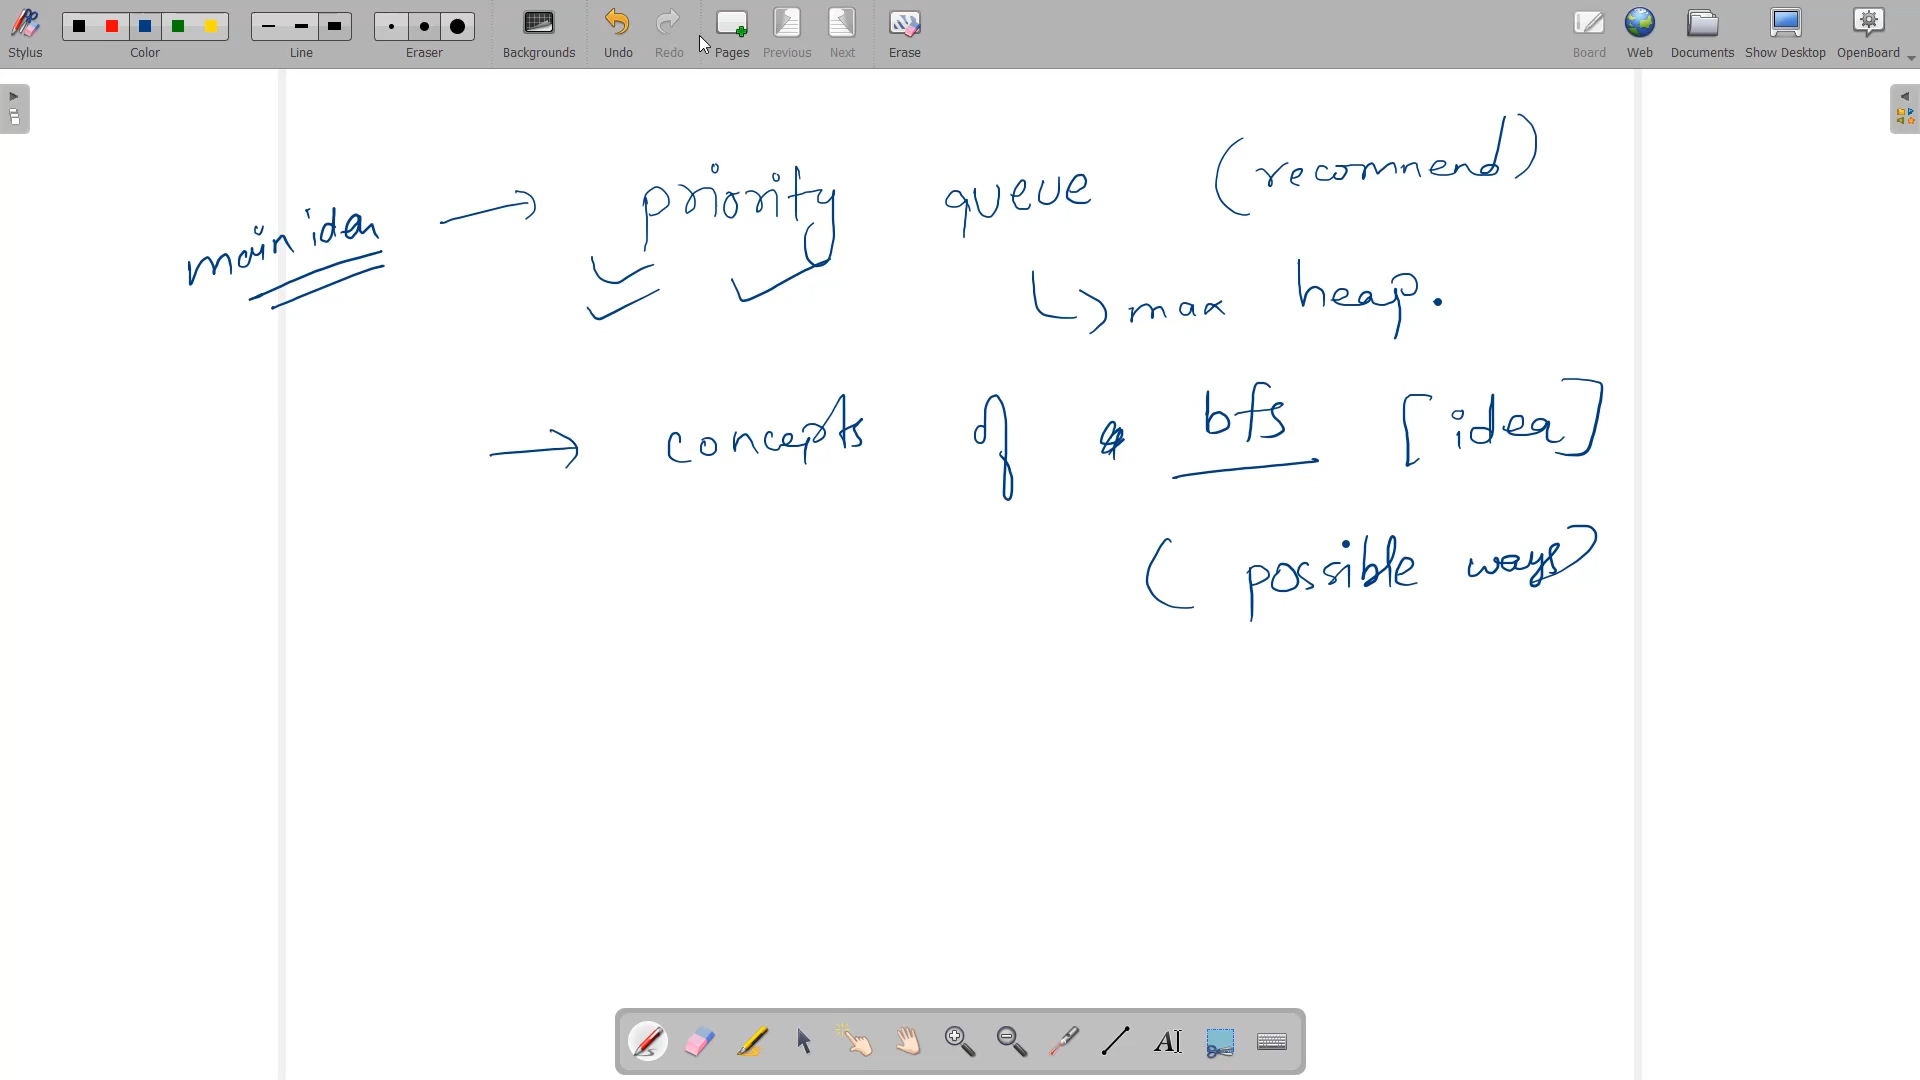 Stylus Color Line Eraser Backgrounds Undo Redo Pages Previous Next Erase Board Web Documents Show Desktop OpenBoard
main idea → priority queue (recommend)
↳ max heap.
→ concepts of bfs [idea]
(possible ways)
AI